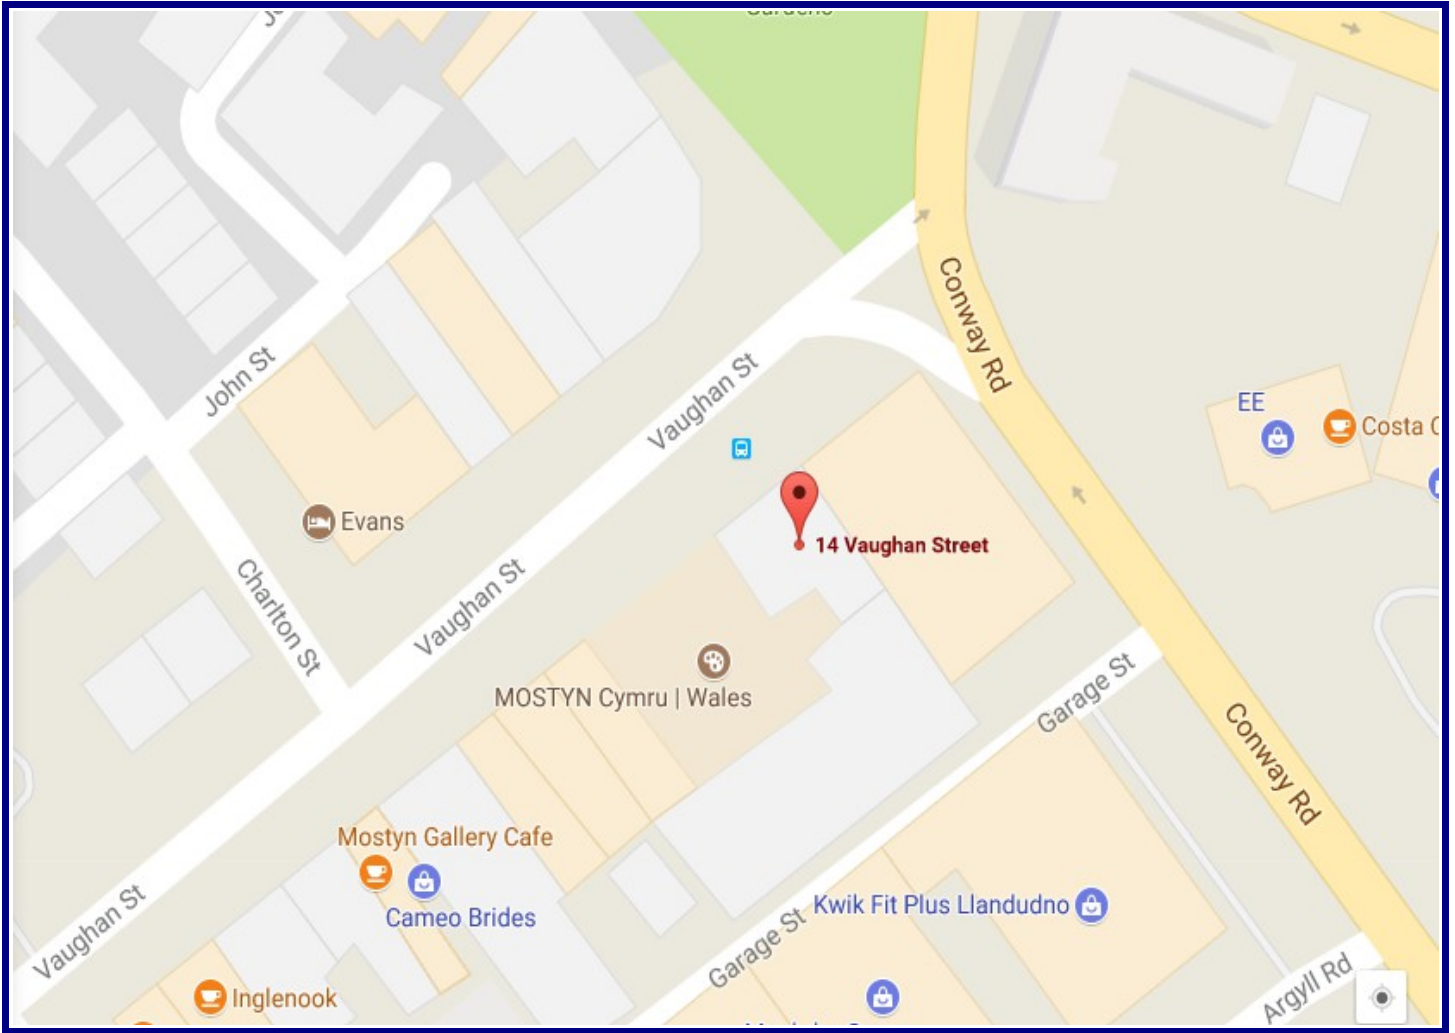 Conway Rd
John St
Vaughan St
EE
Costa C
Evans
14 Vaughan Street
Charlton St
Vaughan St
MOSTYN Cymru | Wales
Garage St
Conway Rd
Mostyn Gallery Cafe
Cameo Brides
Kwik Fit Plus Llandudno
Vaughan St
Garage St
Inglenook
Argyll Rd